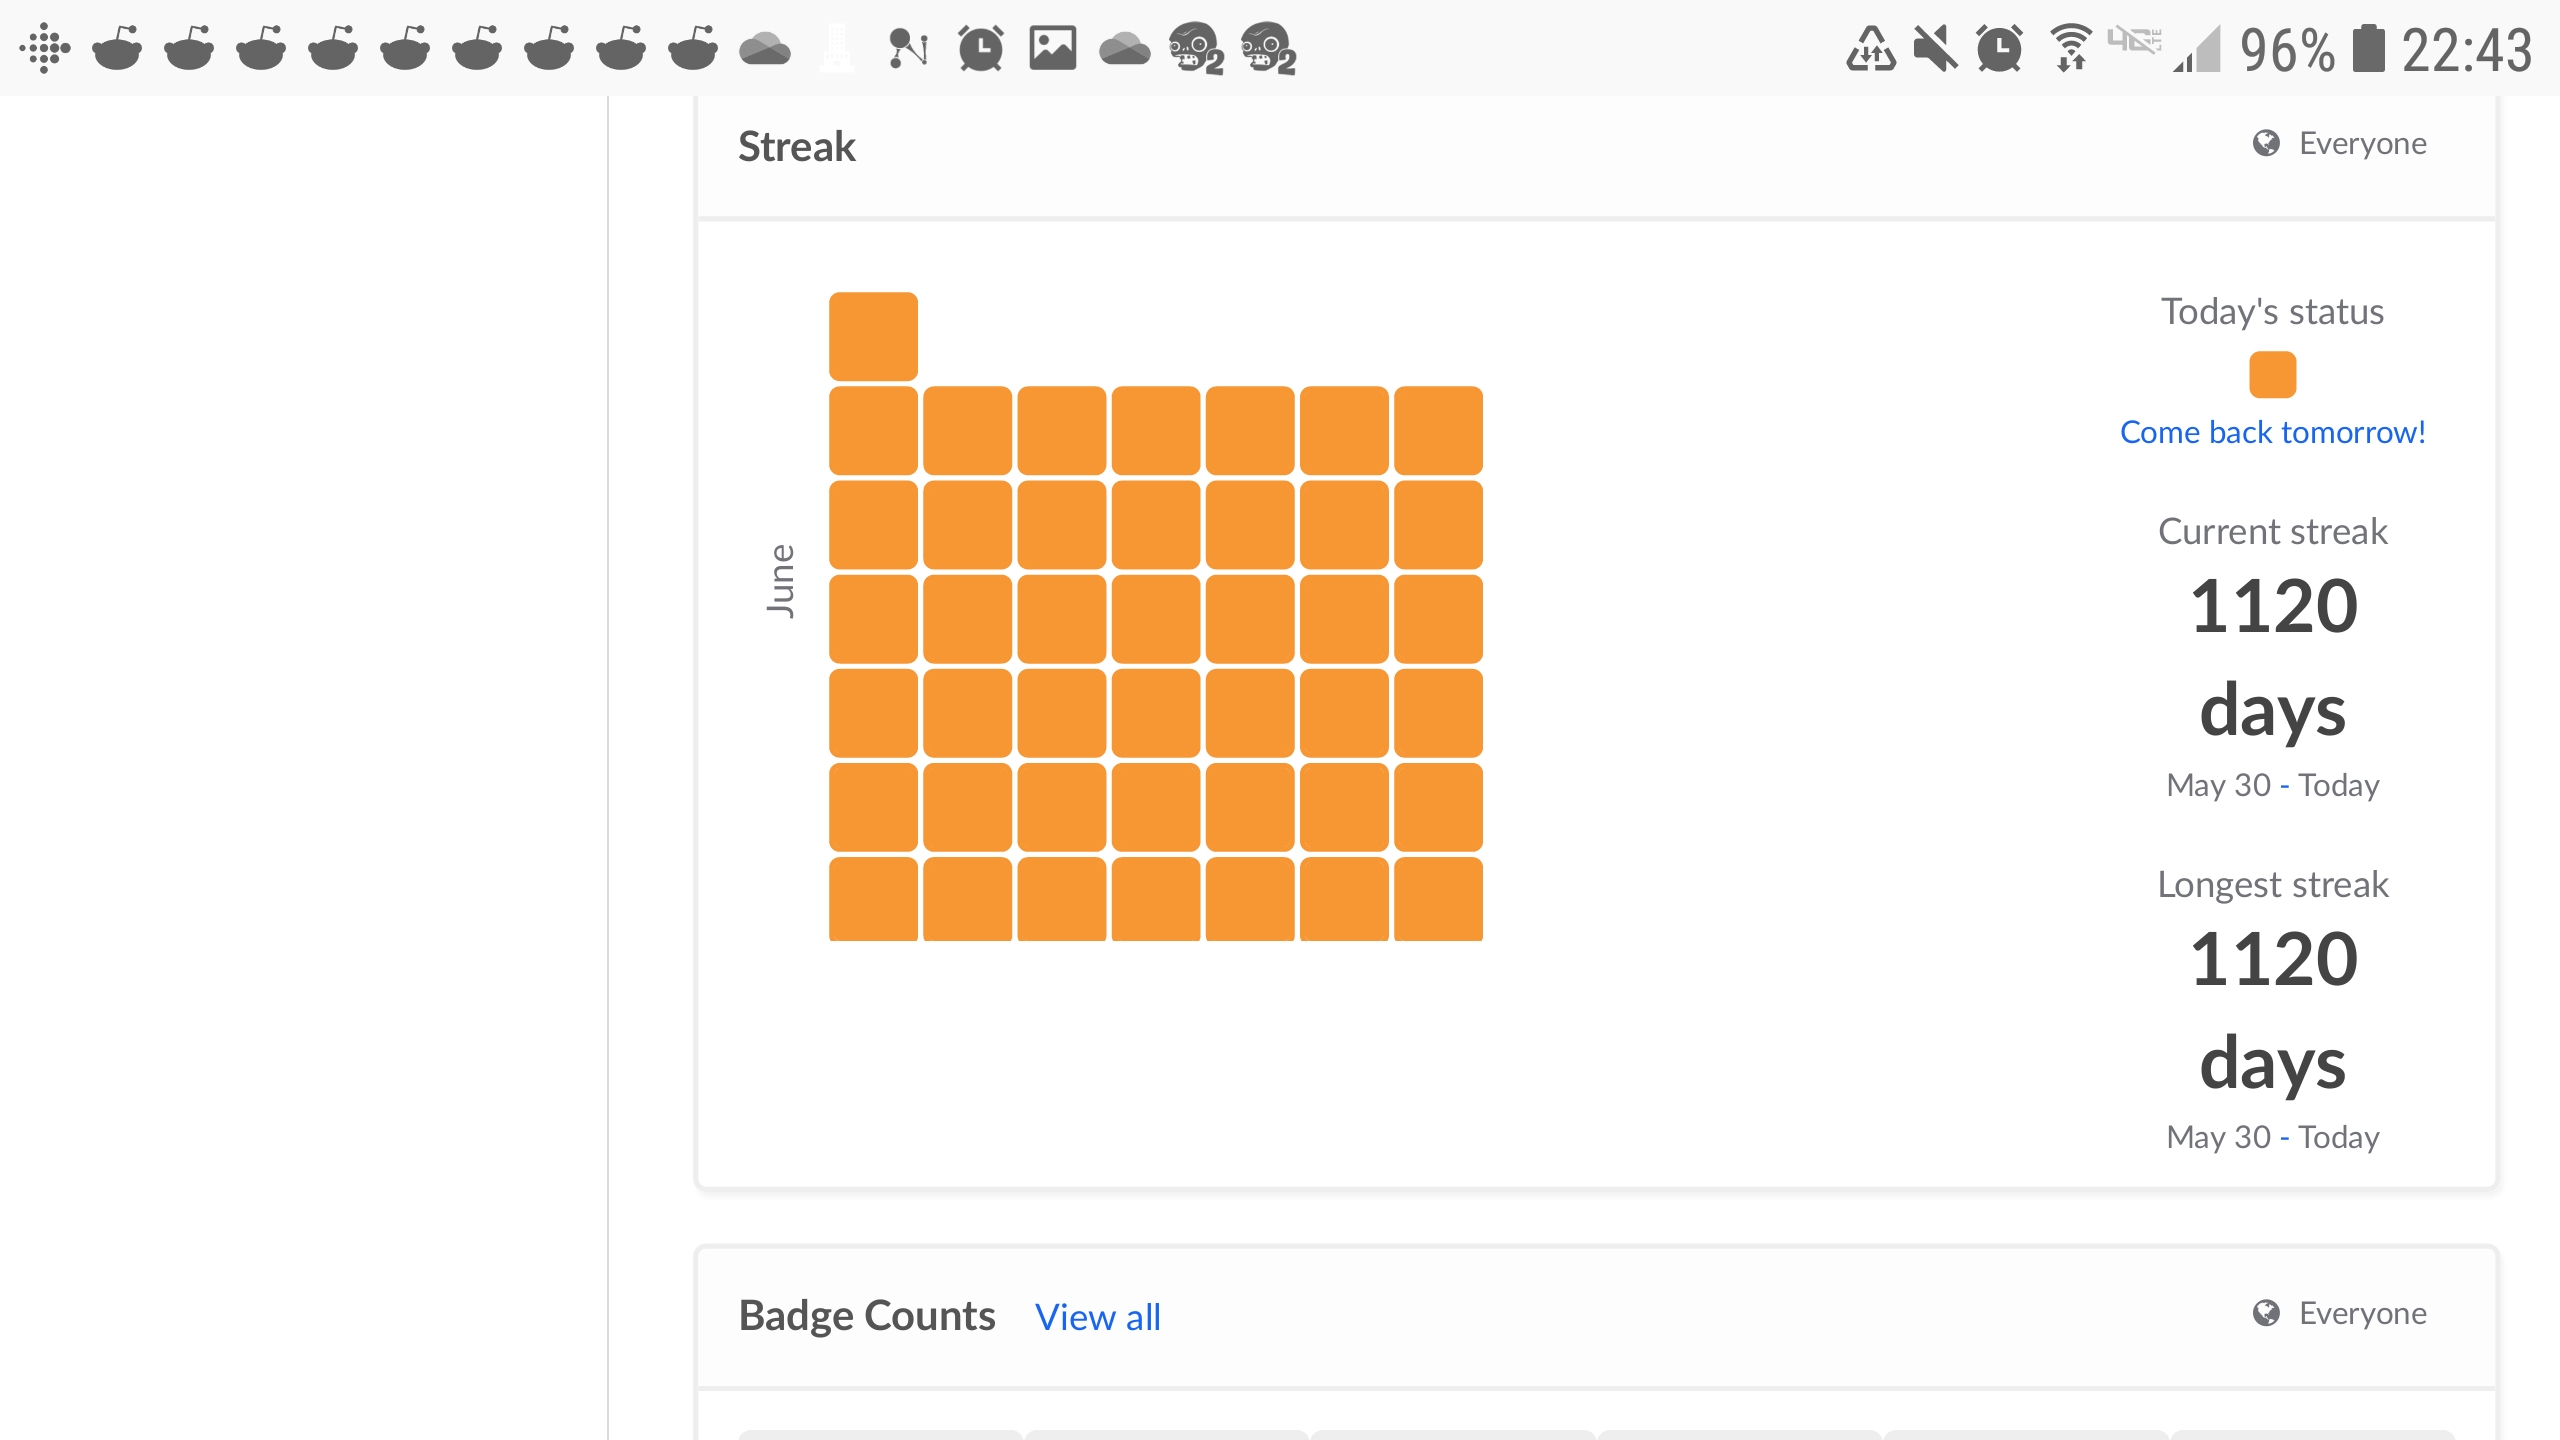 96% 22:43
Streak
Everyone
June
Today's status
Come back tomorrow!
Current streak
1120
days
May 30 - Today
Longest streak
1120
days
May 30 - Today
Badge Counts View all
Everyone